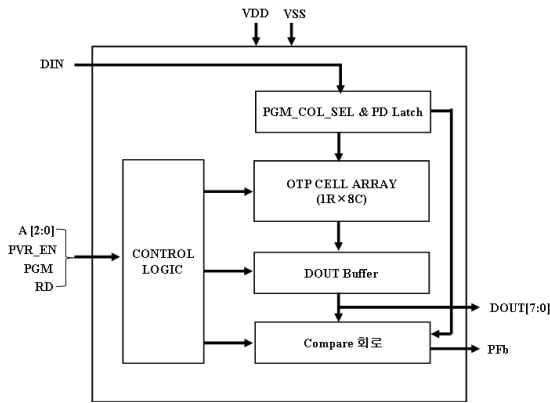 VDD VSS
DIN
PGM_COL_SEL & PD Latch
OTP CELL ARRAY
(1R×8C)
A [2:0]
PVR_EN
PGM
RD
CONTROL
LOGIC
DOUT Buffer
DOUT[7:0]
Compare 회로
PFb